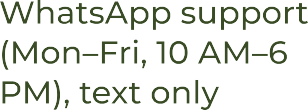 WhatsApp support
(Mon–Fri, 10 AM–6
PM), text only